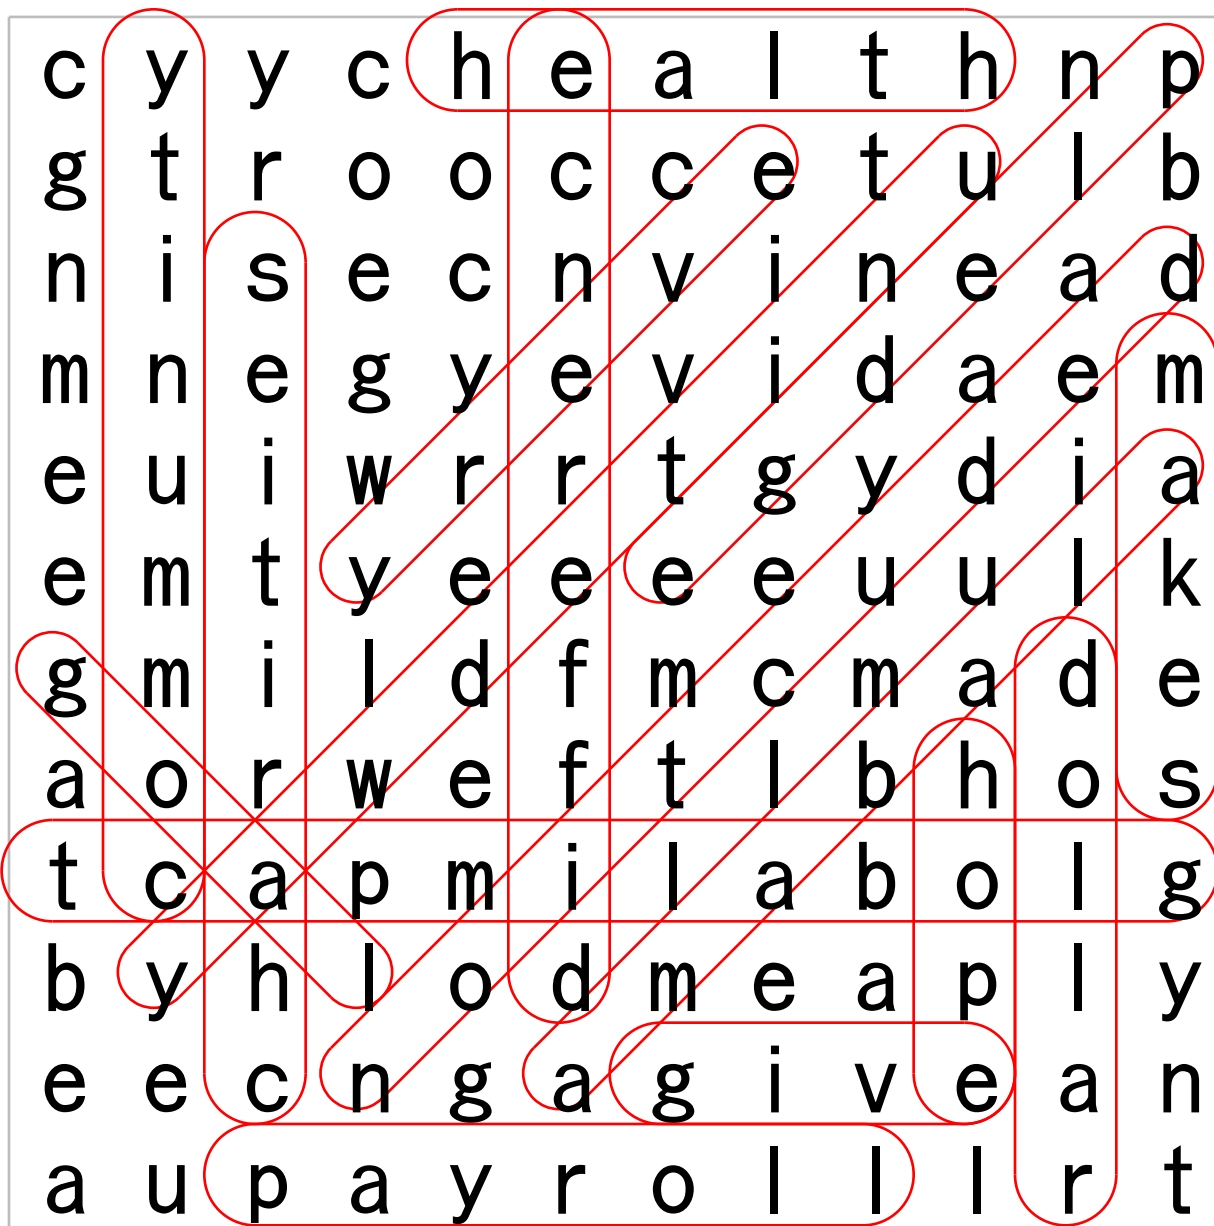 c y y c h e a l t h n p
g t r o o c c e t u l b
n i s e c n v i n e a d
m n e g y e v i d a e m
e u i w r r t g y d i a
e m t y e e e e u u l k
g m i l d f m c m a d e
a o r w e f t l b h o s
t c a p m i l a b o l g
b y h l o d m e a p l y
e e c n g a g i v e a n
a u p a y r o l l l r t